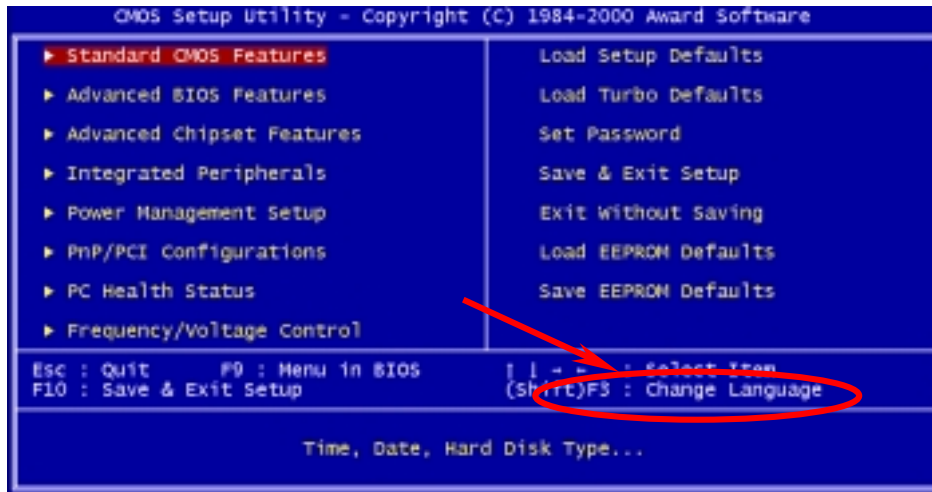 CMOS Setup Utility - Copyright (C) 1984-2000 Award Software
▶ Standard CMOS Features
▶ Advanced BIOS Features
▶ Advanced Chipset Features
▶ Integrated Peripherals
▶ Power Management Setup
▶ PnP/PCI Configurations
▶ PC Health Status
▶ Frequency/Voltage Control
Load Setup Defaults
Load Turbo Defaults
Set Password
Save & Exit Setup
Exit Without Saving
Load EEPROM Defaults
Save EEPROM Defaults
Esc : Quit F9 : Menu in BIOS ↑ ↓ → ← : Select Item
F10 : Save & Exit Setup (Shift)F3 : Change Language
Time, Date, Hard Disk Type...